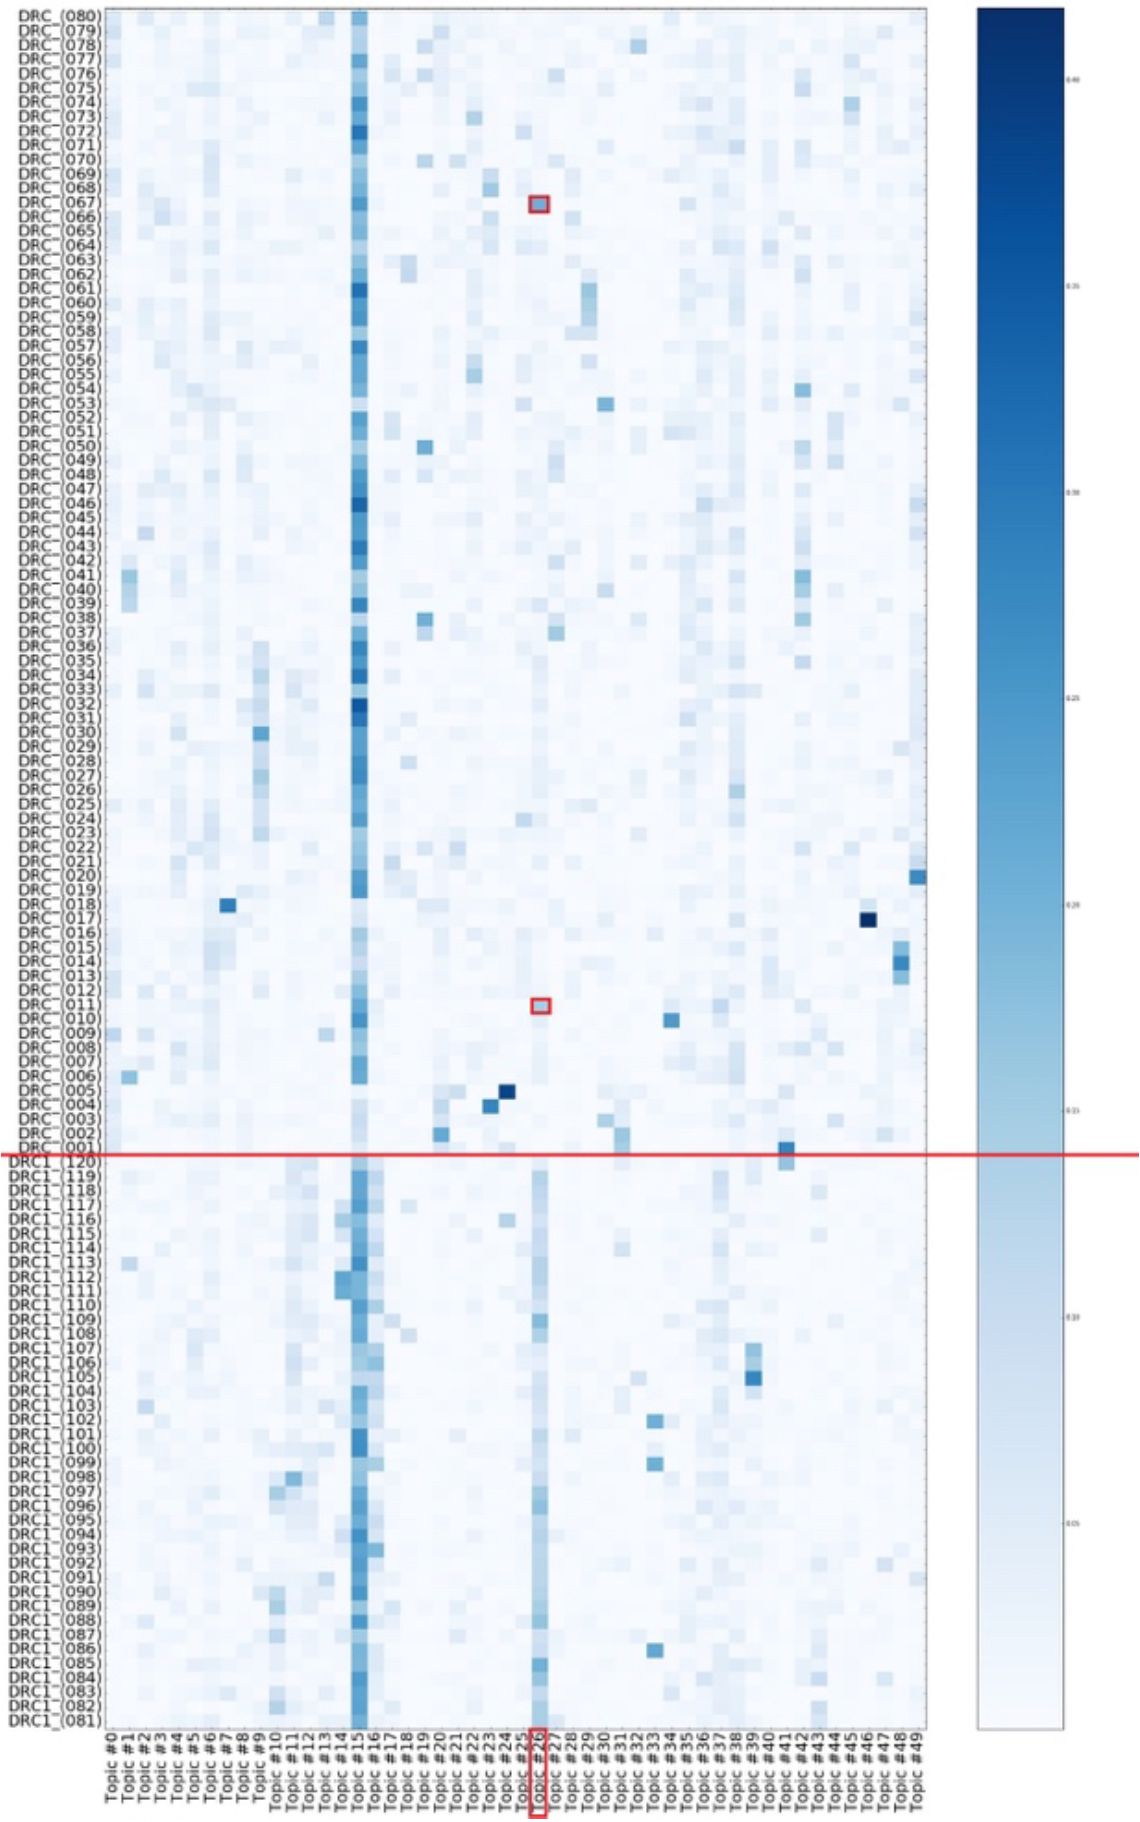 DRC_(080)
DRC_(079)
DRC_(078)
DRC_(077)
DRC_(076)
DRC_(075)
DRC_(074)
DRC_(073)
DRC_(072)
DRC_(071)
DRC_(070)
DRC_(069)
DRC_(068)
DRC_(067)
DRC_(066)
DRC_(065)
DRC_(064)
DRC_(063)
DRC_(062)
DRC_(061)
DRC_(060)
DRC_(059)
DRC_(058)
DRC_(057)
DRC_(056)
DRC_(055)
DRC_(054)
DRC_(053)
DRC_(052)
DRC_(051)
DRC_(050)
DRC_(049)
DRC_(048)
DRC_(047)
DRC_(046)
DRC_(045)
DRC_(044)
DRC_(043)
DRC_(042)
DRC_(041)
DRC_(040)
DRC_(039)
DRC_(038)
DRC_(037)
DRC_(036)
DRC_(035)
DRC_(034)
DRC_(033)
DRC_(032)
DRC_(031)
DRC_(030)
DRC_(029)
DRC_(028)
DRC_(027)
DRC_(026)
DRC_(025)
DRC_(024)
DRC_(023)
DRC_(022)
DRC_(021)
DRC_(020)
DRC_(019)
DRC_(018)
DRC_(017)
DRC_(016)
DRC_(015)
DRC_(014)
DRC_(013)
DRC_(012)
DRC_(011)
DRC_(010)
DRC_(009)
DRC_(008)
DRC_(007)
DRC_(006)
DRC_(005)
DRC_(004)
DRC_(003)
DRC_(002)
DRC_(001)
DRC1_(120)
DRC1_(119)
DRC1_(118)
DRC1_(117)
DRC1_(116)
DRC1_(115)
DRC1_(114)
DRC1_(113)
DRC1_(112)
DRC1_(111)
DRC1_(110)
DRC1_(109)
DRC1_(108)
DRC1_(107)
DRC1_(106)
DRC1_(105)
DRC1_(104)
DRC1_(103)
DRC1_(102)
DRC1_(101)
DRC1_(100)
DRC1_(099)
DRC1_(098)
DRC1_(097)
DRC1_(096)
DRC1_(095)
DRC1_(094)
DRC1_(093)
DRC1_(092)
DRC1_(091)
DRC1_(090)
DRC1_(089)
DRC1_(088)
DRC1_(087)
DRC1_(086)
DRC1_(085)
DRC1_(084)
DRC1_(083)
DRC1_(082)
DRC1_(081)
Topic #0
Topic #1
Topic #2
Topic #3
Topic #4
Topic #5
Topic #6
Topic #7
Topic #8
Topic #9
Topic #10
Topic #11
Topic #12
Topic #13
Topic #14
Topic #15
Topic #16
Topic #17
Topic #18
Topic #19
Topic #20
Topic #21
Topic #22
Topic #23
Topic #24
Topic #25
Topic #26
Topic #27
Topic #28
Topic #29
Topic #30
Topic #31
Topic #32
Topic #33
Topic #34
Topic #35
Topic #36
Topic #37
Topic #38
Topic #39
Topic #40
Topic #41
Topic #42
Topic #43
Topic #44
Topic #45
Topic #46
Topic #47
Topic #48
Topic #49
0.40
0.35
0.30
0.25
0.20
0.15
0.10
0.05